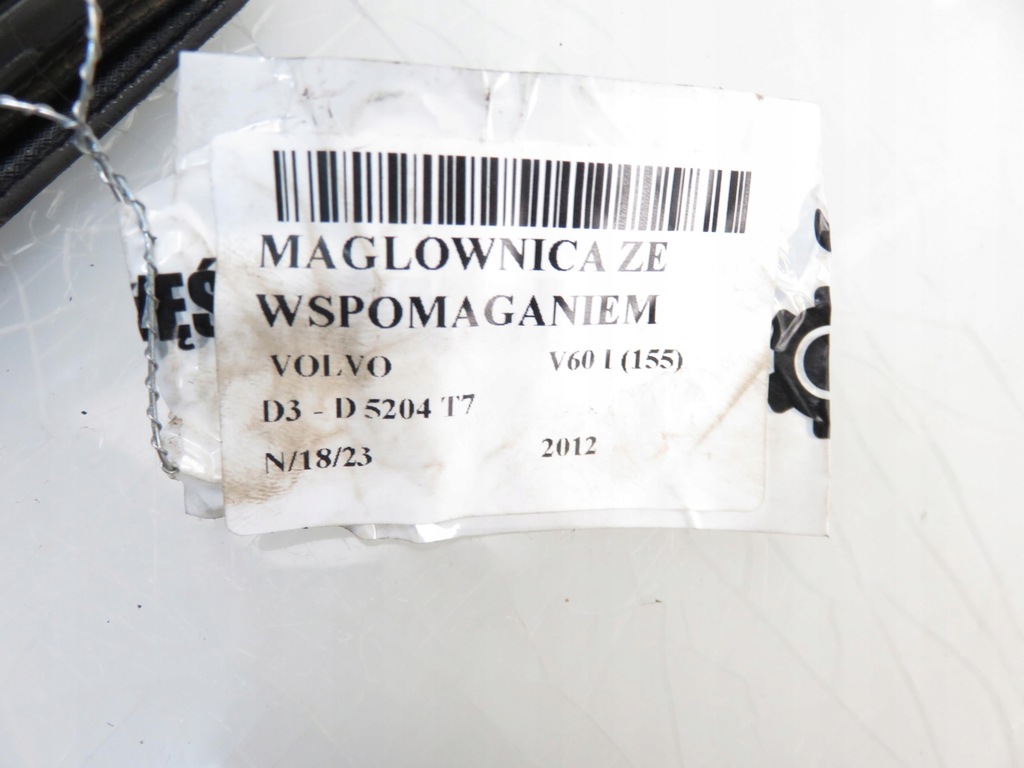 MAGLOWNICA ZE
WSPOMAGANIEM
VOLVO V60 I (155)
D3 - D 5204 T7
N/18/23 2012